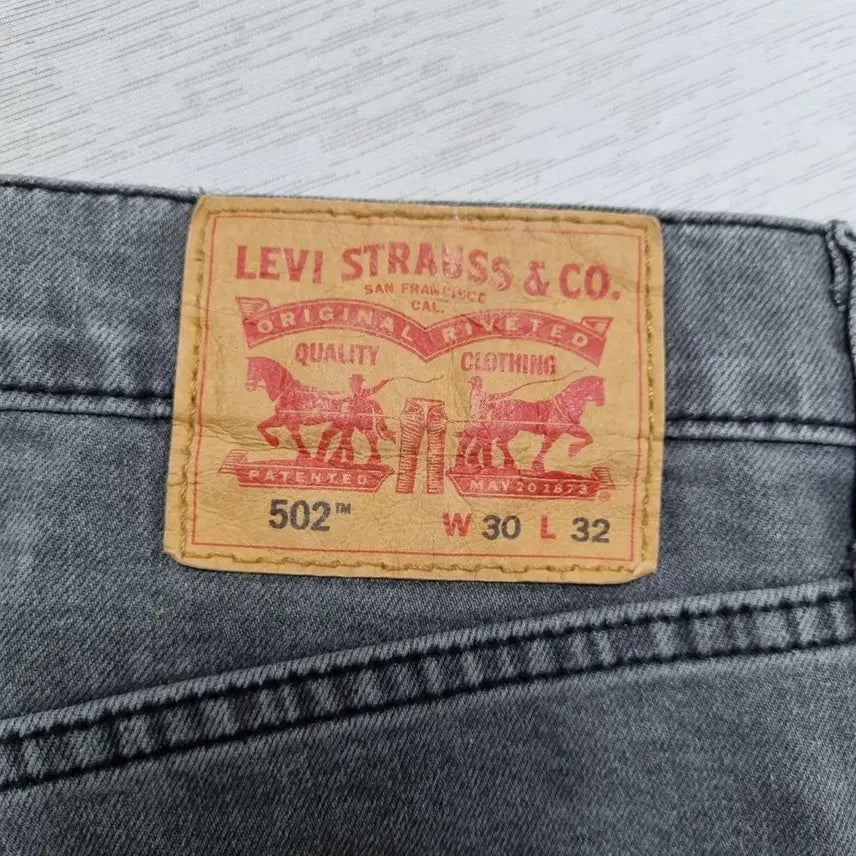 LEVI STRAUSS & CO.
SAN FRANCISCO
CAL.
ORIGINAL RIVETED
QUALITY CLOTHING
PATENTED MAY 20 1873 ®
502™ W 30 L 32